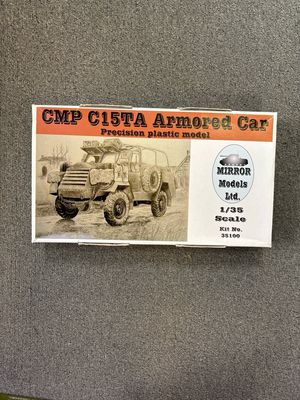 CMP C15TA Armored Car
Precision plastic model
MIRROR
Models
Ltd.
1/35
Scale
Kit No.
35100